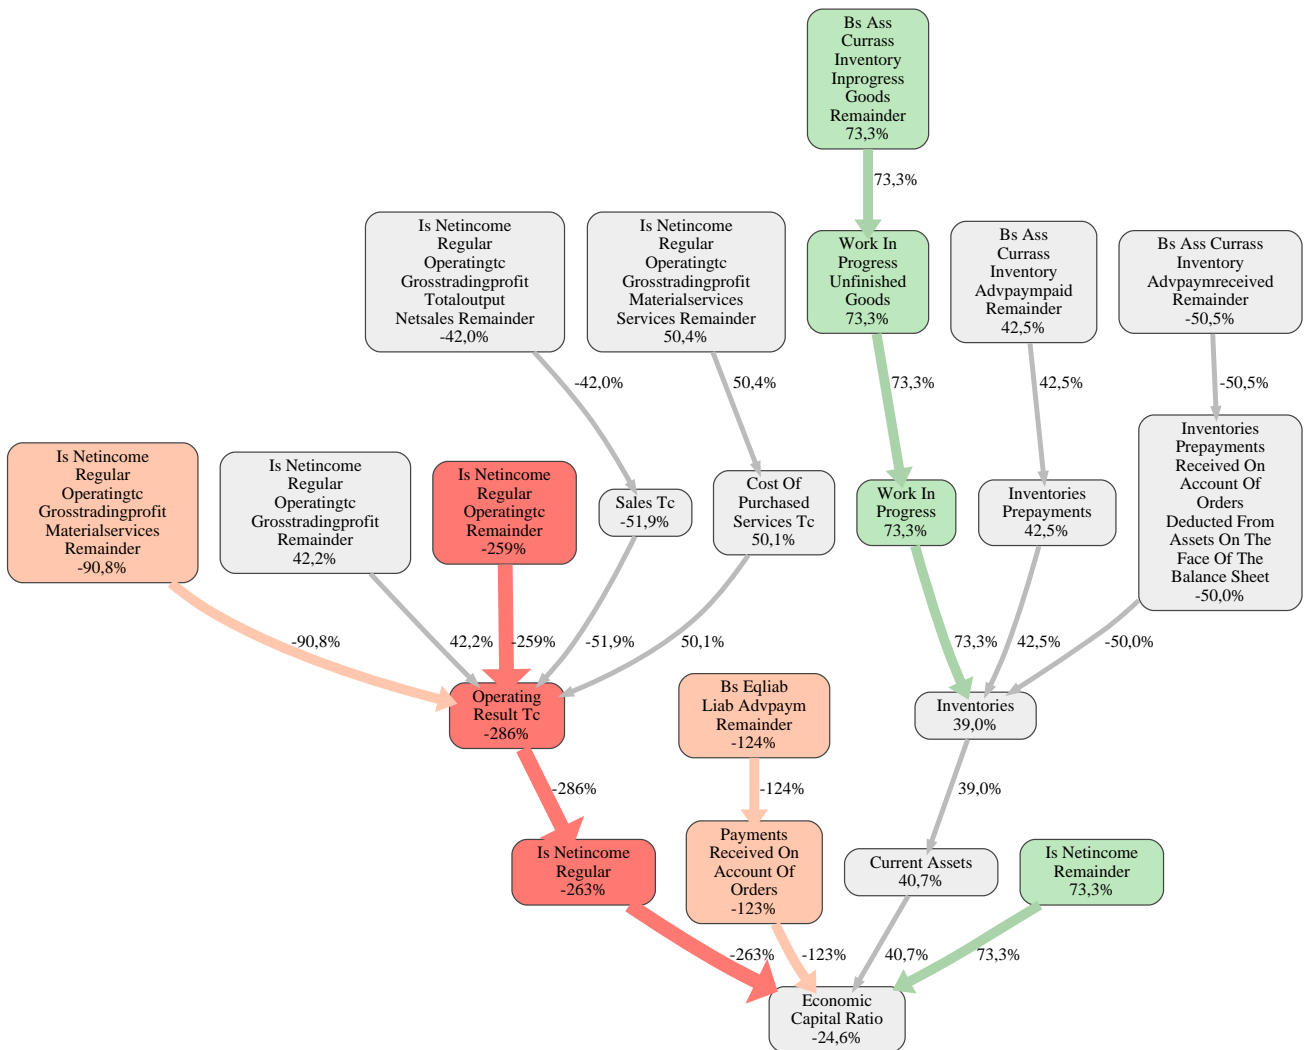 Bs Ass
Currass
Inventory
Inprogress
Goods
Remainder
73,3%
73,3%
Is Netincome
Regular
Operatingtc
Grosstradingprofit
Totaloutput
Netsales Remainder
-42,0%
Is Netincome
Regular
Operatingtc
Grosstradingprofit
Materialservices
Services Remainder
50,4%
Work In
Progress
Unfinished
Goods
73,3%
Bs Ass
Currass
Inventory
Advpaympaid
Remainder
42,5%
Bs Ass Currass
Inventory
Advpaymreceived
Remainder
-50,5%
-42,0%
50,4%
73,3%
42,5%
-50,5%
Is Netincome
Regular
Operatingtc
Grosstradingprofit
Materialservices
Remainder
-90,8%
Is Netincome
Regular
Operatingtc
Grosstradingprofit
Remainder
42,2%
Is Netincome
Regular
Operatingtc
Remainder
-259%
Sales Tc
-51,9%
Cost Of
Purchased
Services Tc
50,1%
Work In
Progress
73,3%
Inventories
Prepayments
42,5%
Inventories
Prepayments
Received On
Account Of
Orders
Deducted From
Assets On The
Face Of The
Balance Sheet
-50,0%
-90,8%
42,2%
-259%
-51,9%
50,1%
73,3%
42,5%
-50,0%
Operating
Result Tc
-286%
Bs Eqliab
Liab Advpaym
Remainder
-124%
Inventories
39,0%
-286%
-124%
39,0%
Is Netincome
Regular
-263%
Payments
Received On
Account Of
Orders
-123%
Current Assets
40,7%
Is Netincome
Remainder
73,3%
-263%
-123%
40,7%
73,3%
Economic
Capital Ratio
-24,6%